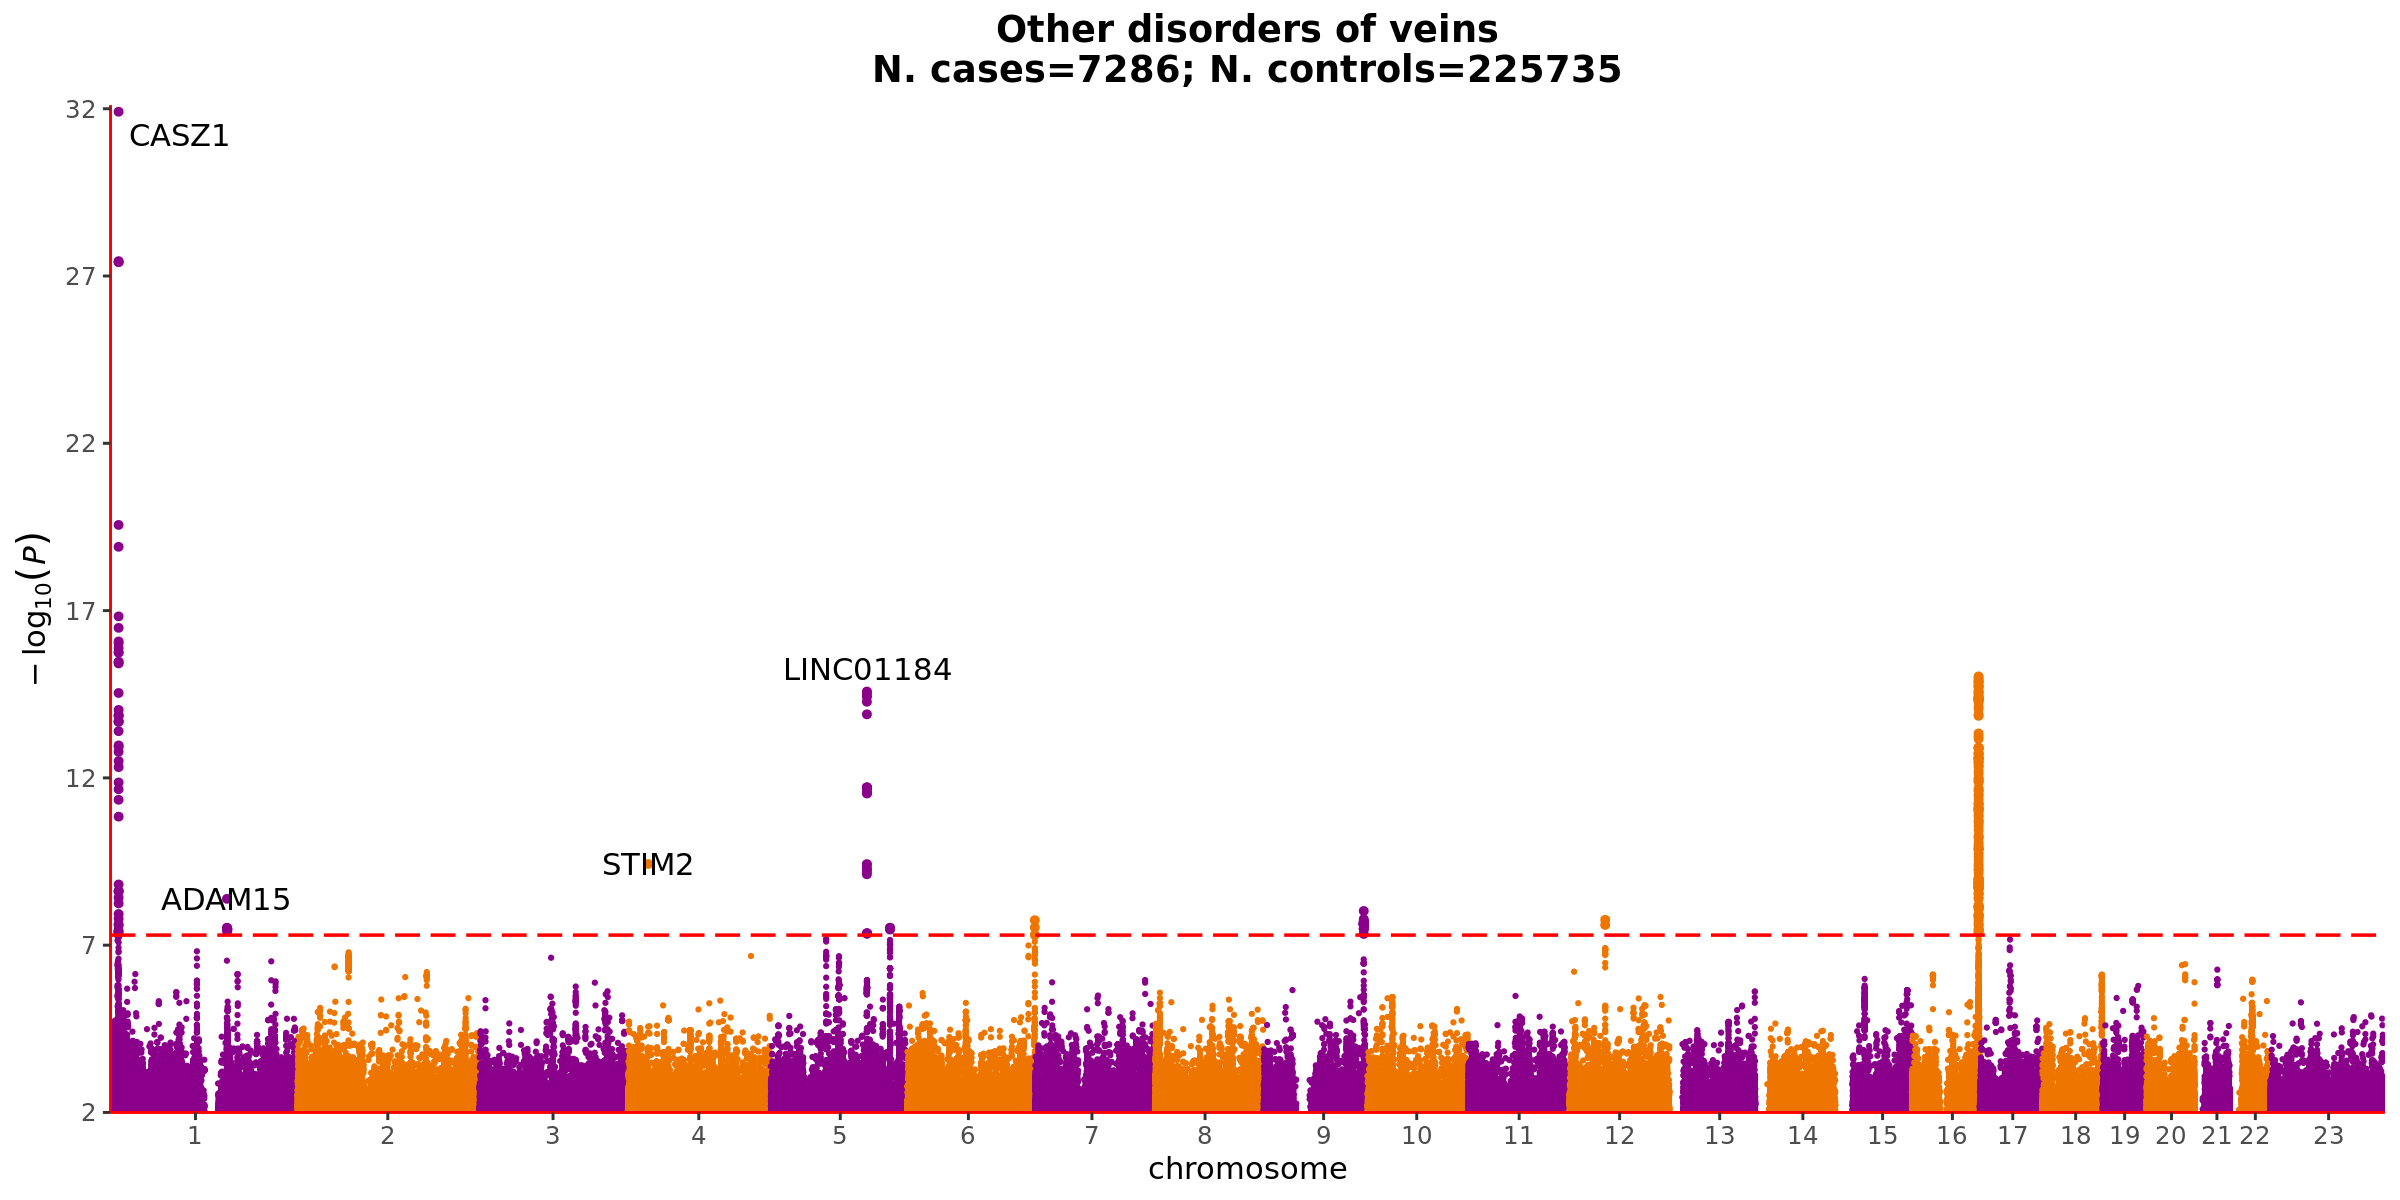 Other disorders of veins
N. cases=7286; N. controls=225735
32
CASZ1
27
22
17
−log10(P)
LINC01184
12
STIM2
ADAM15
7
2
1 2 3 4 5 6 7 8 9 10 11 12 13 14 15 16 17 18 19 20 21 22 23
chromosome